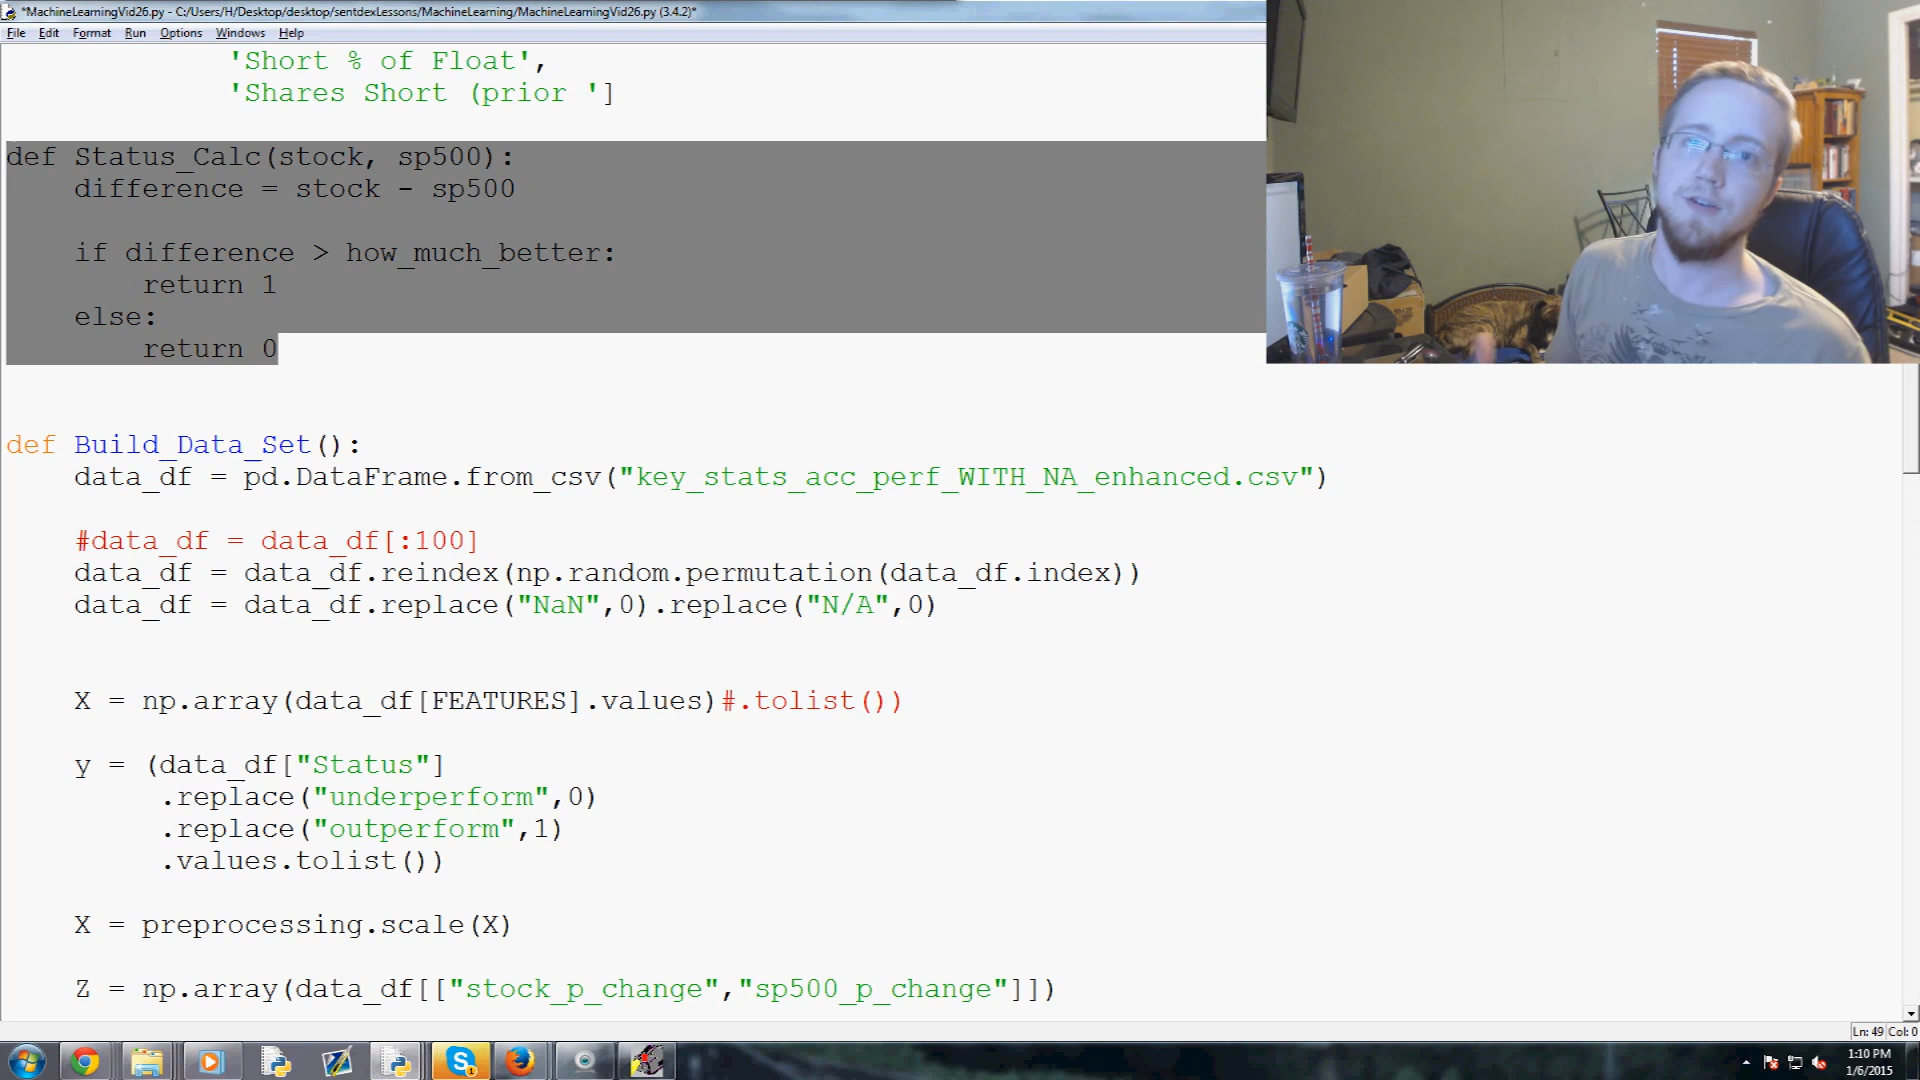 *MachineLearningVid26.py - C:/Users/H/Desktop/desktop/sentdexLessons/MachineLearning/MachineLearningVid26.py (3.4.2)*
File Edit Format Run Options Windows Help
'Short % of Float',
'Shares Short (prior ']
def Status_Calc(stock, sp500):
difference = stock - sp500
if difference > how_much_better:
return 1
else:
return 0
def Build_Data_Set():
data_df = pd.DataFrame.from_csv("key_stats_acc_perf_WITH_NA_enhanced.csv")
#data_df = data_df[:100]
data_df = data_df.reindex(np.random.permutation(data_df.index))
data_df = data_df.replace("NaN",0).replace("N/A",0)
X = np.array(data_df[FEATURES].values)#.tolist())
y = (data_df["Status"]
.replace("underperform",0)
.replace("outperform",1)
.values.tolist())
X = preprocessing.scale(X)
Z = np.array(data_df[["stock_p_change","sp500_p_change"]])
Ln: 49 Col: 0
1:10 PM
1/6/2015